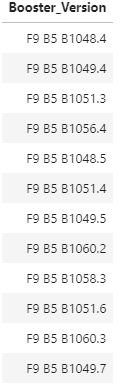 Booster_Version
F9 B5 B1048.4
F9 B5 B1049.4
F9 B5 B1051.3
F9 B5 B1056.4
F9 B5 B1048.5
F9 B5 B1051.4
F9 B5 B1049.5
F9 B5 B1060.2
F9 B5 B1058.3
F9 B5 B1051.6
F9 B5 B1060.3
F9 B5 B1049.7